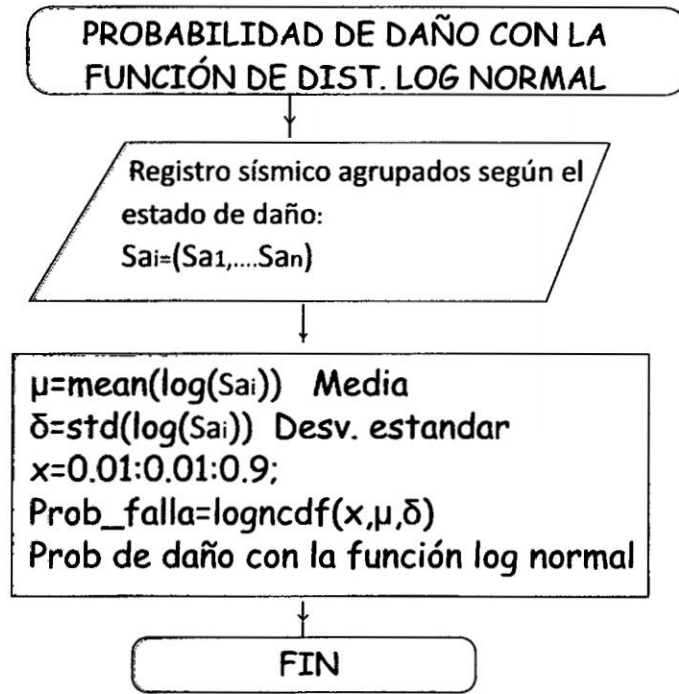 PROBABILIDAD DE DAÑO CON LA
FUNCIÓN DE DIST. LOG NORMAL
Registro sísmico agrupados según el
estado de daño:
Sai=(Sa1,....San)
μ=mean(log(Sai)) Media
δ=std(log(Sai)) Desv. estandar
x=0.01:0.01:0.9;
Prob_falla=logncdf(x,μ,δ)
Prob de daño con la función log normal
FIN